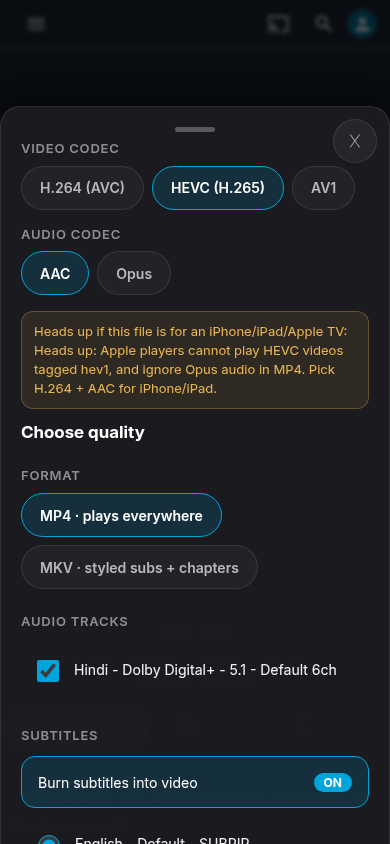 X
VIDEO CODEC
H.264 (AVC)
HEVC (H.265)
AV1
AUDIO CODEC
AAC
Opus
Heads up if this file is for an iPhone/iPad/Apple TV:
Heads up: Apple players cannot play HEVC videos
tagged hev1, and ignore Opus audio in MP4. Pick
H.264 + AAC for iPhone/iPad.
Choose quality
FORMAT
MP4 · plays everywhere
MKV · styled subs + chapters
AUDIO TRACKS
Hindi - Dolby Digital+ - 5.1 - Default 6ch
SUBTITLES
Burn subtitles into video
ON
English - Default - SUBRIP